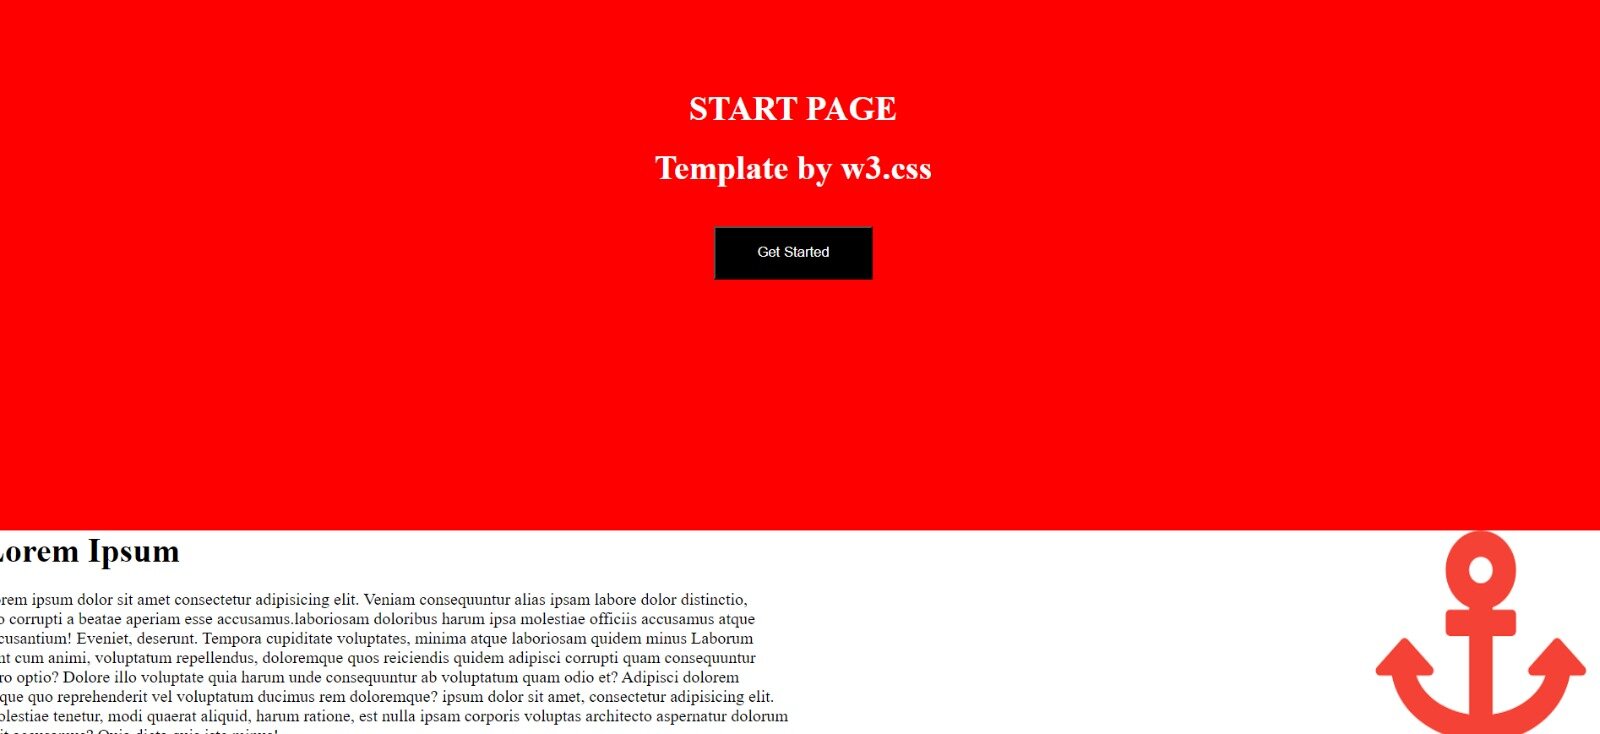 START PAGE
Template by w3.css
Get Started
Lorem Ipsum
rem ipsum dolor sit amet consectetur adipisicing elit. Veniam consequuntur alias ipsam labore dolor distinctio,
o corrupti a beatae aperiam esse accusamus.laboriosam doloribus harum ipsa molestiae officiis accusamus atque
cusantium! Eveniet, deserunt. Tempora cupiditate voluptates, minima atque laboriosam quidem minus Laborum
nt cum animi, voluptatum repellendus, doloremque quos reiciendis quidem adipisci corrupti quam consequuntur
ro optio? Dolore illo voluptate quia harum unde consequuntur ab voluptatum quam odio et? Adipisci dolorem
que quo reprehenderit vel voluptatum ducimus rem doloremque? ipsum dolor sit amet, consectetur adipisicing elit.
olestiae tenetur, modi quaerat aliquid, harum ratione, est nulla ipsam corporis voluptas architecto aspernatur dolorum